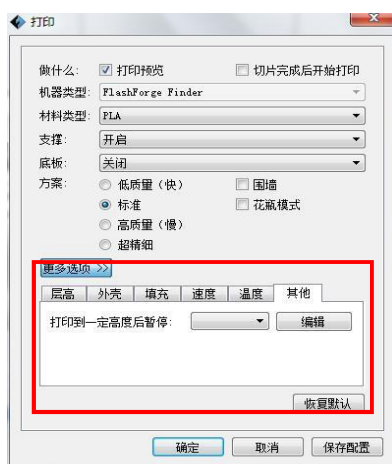 打印
做什么: 打印预览 切片完成后开始打印
机器类型: FlashForge Finder
材料类型: PLA
支撑: 开启
底板: 关闭
方案: 低质量（快） 围墙
标准 花瓶模式
高质量（慢）
超精细
更多选项 >>
层高 外壳 填充 速度 温度 其他
打印到一定高度后暂停: 编辑
恢复默认
确定 取消 保存配置